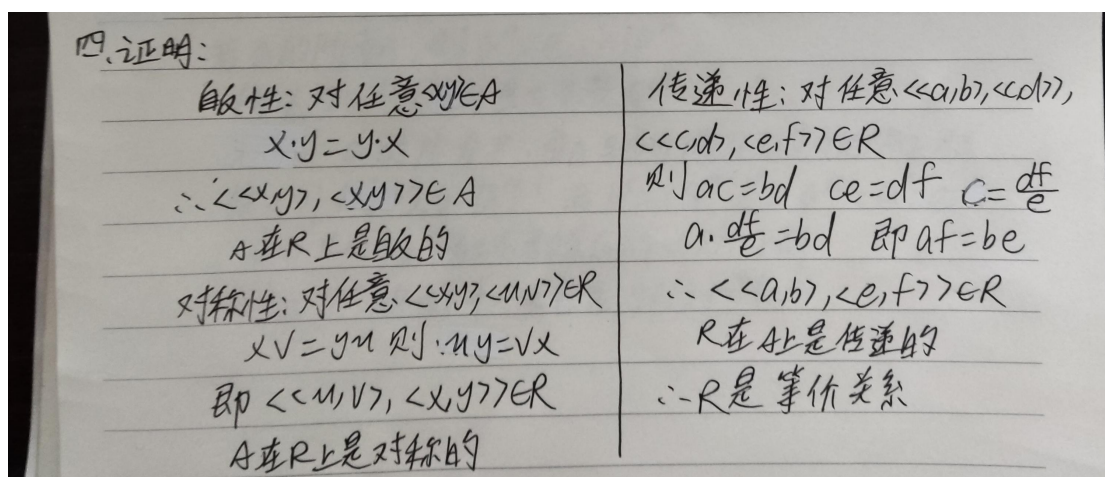 四、证明：
自反性：对任意<x,y>∈A
x·y=y·x
∴<<x,y>,<x,y>>∈A
A在R上是自反的
对称性：对任意<<x,y>,<u,v>>∈R
xv=yu 则：uy=vx
即<<u,v>,<x,y>>∈R
A在R上是对称的
传递性：对任意<<a,b>,<c,d>>,
<<c,d>,<e,f>>∈R
则 ac=bd ce=df c=df/e
a·df/e=bd 即 af=be
∴<<a,b>,<e,f>>∈R
R在A上是传递的
∴R是等价关系